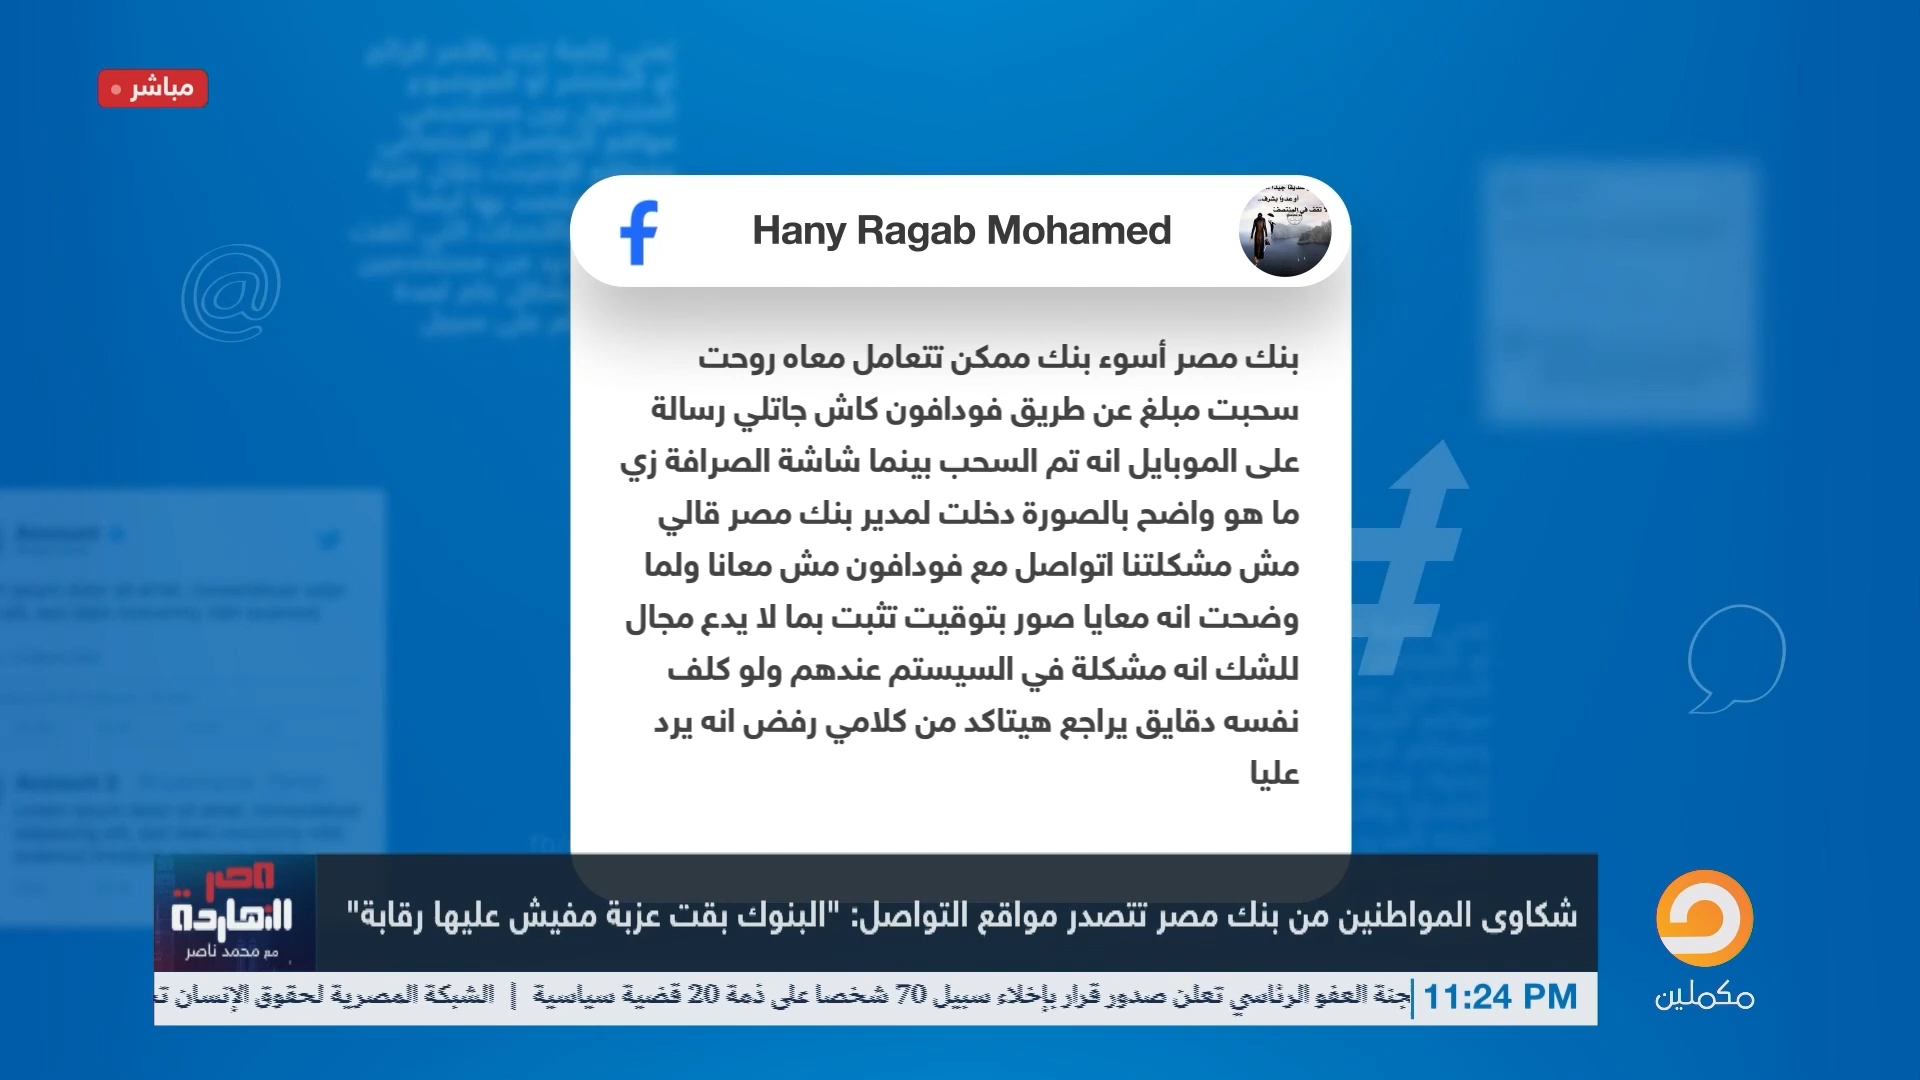 مباشر
Hany Ragab Mohamed
بنك مصر أسوء بنك ممكن تتعامل معاه روحت
سحبت مبلغ عن طريق فودافون كاش جاتلي رسالة
على الموبايل انه تم السحب بينما شاشة الصرافة زي
ما هو واضح بالصورة دخلت لمدير بنك مصر قالي
مش مشكلتنا اتواصل مع فودافون مش معانا ولما
وضحت انه معايا صور بتوقيت تثبت بما لا يدع مجال
للشك انه مشكلة في السيستم عندهم ولو كلف
نفسه دقايق يراجع هيتاكد من كلامي رفض انه يرد
عليا
شكاوى المواطنين من بنك مصر تتصدر مواقع التواصل: "البنوك بقت عزبة مفيش عليها رقابة"
مصر
النهاردة
مع محمد ناصر
11:24 PM
جنة العفو الرئاسي تعلن صدور قرار بإخلاء سبيل 70 شخصا على ذمة 20 قضية سياسية | الشبكة المصرية لحقوق الإنسان
مكملين